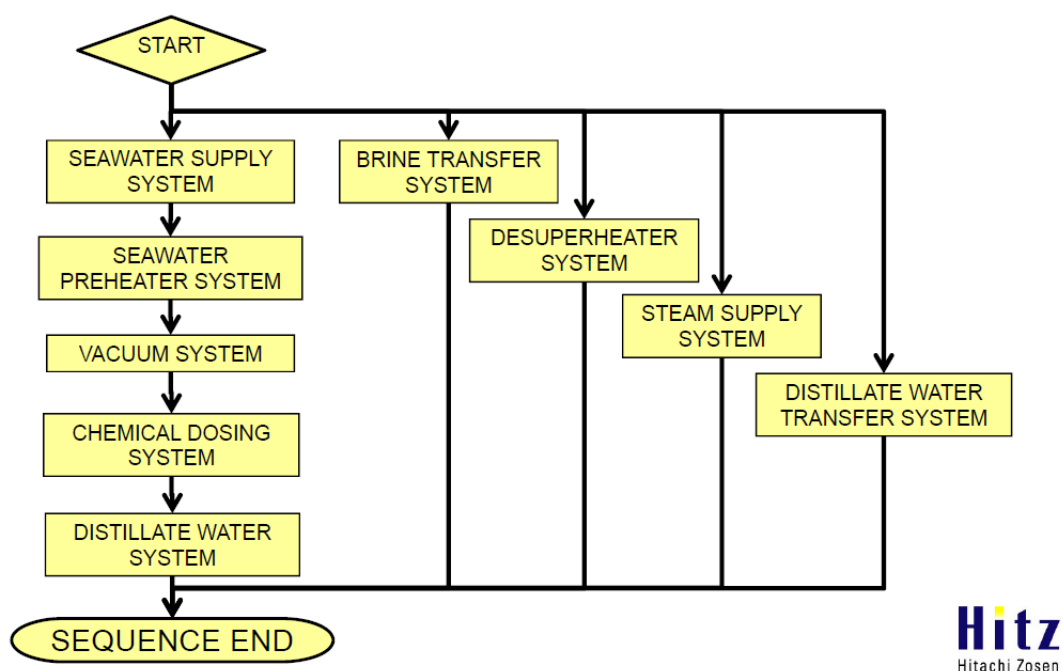 START
SEAWATER SUPPLY
SYSTEM
BRINE TRANSFER
SYSTEM
DESUPERHEATER
SYSTEM
SEAWATER
PREHEATER SYSTEM
STEAM SUPPLY
SYSTEM
VACUUM SYSTEM
DISTILLATE WATER
TRANSFER SYSTEM
CHEMICAL DOSING
SYSTEM
DISTILLATE WATER
SYSTEM
SEQUENCE END
Hitz
Hitachi Zosen